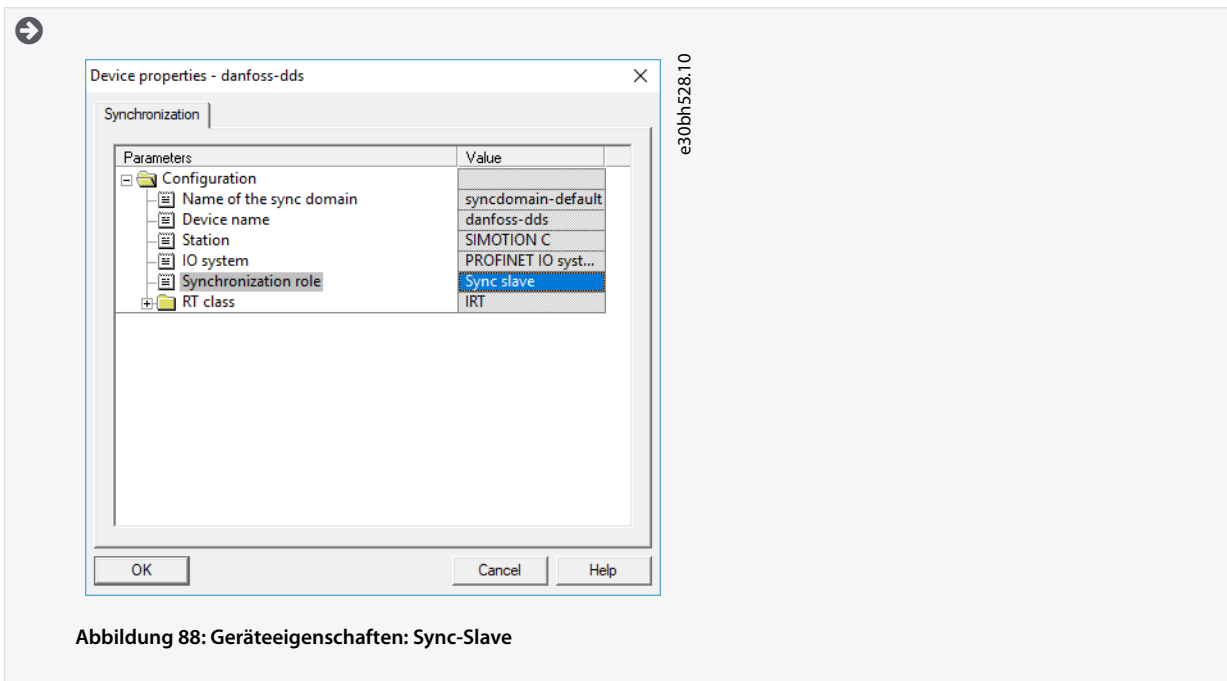 Device properties - danfoss-dds
Synchronization
Parameters Value
Configuration
Name of the sync domain syncdomain-default
Device name danfoss-dds
Station SIMOTION C
IO system PROFINET IO syst...
Synchronization role Sync slave
RT class IRT
OK Cancel Help
e30bh528.10
Abbildung 88: Geräteeigenschaften: Sync-Slave